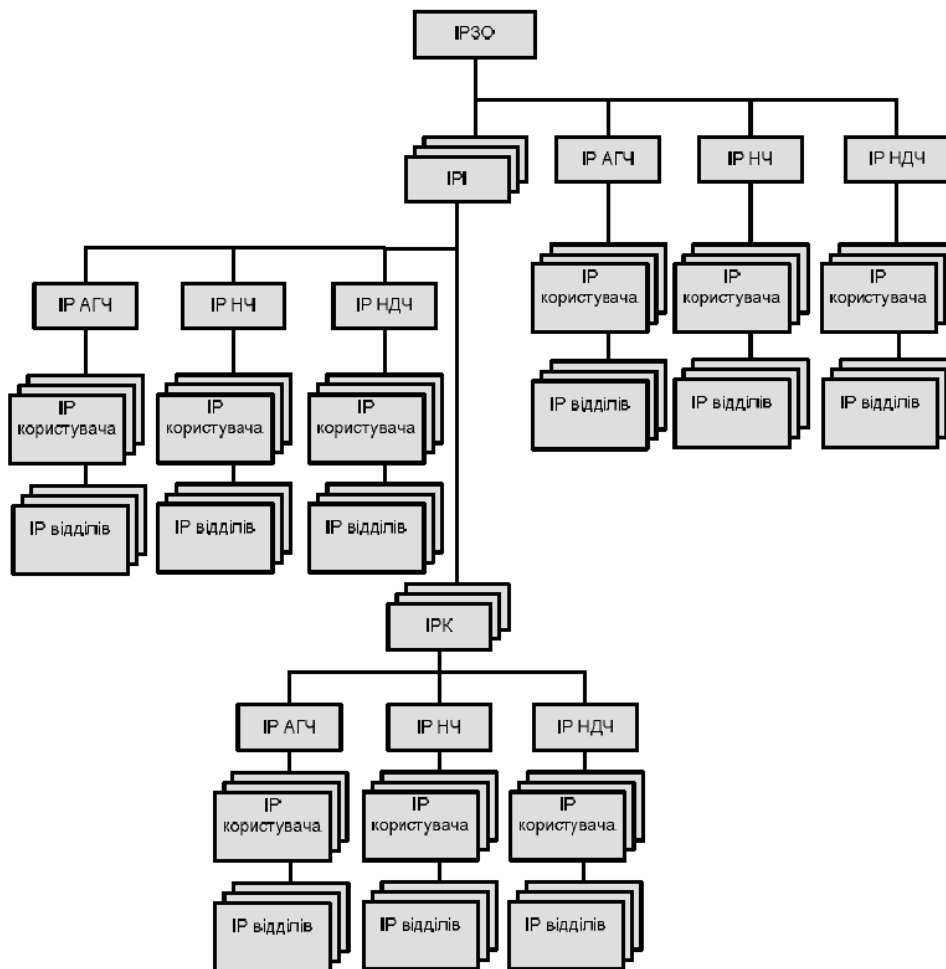 ІРЗО
ІРІ
ІР АГЧ
ІР НЧ
ІР НДЧ
ІР
користувача
ІР
користувача
ІР
користувача
ІР відділів
ІР відділів
ІР відділів
ІР АГЧ
ІР НЧ
ІР НДЧ
ІР
користувача
ІР
користувача
ІР
користувача
ІР відділів
ІР відділів
ІР відділів
ІРК
ІР АГЧ
ІР НЧ
ІР НДЧ
ІР
користувача
ІР
користувача
ІР
користувача
ІР відділів
ІР відділів
ІР відділів